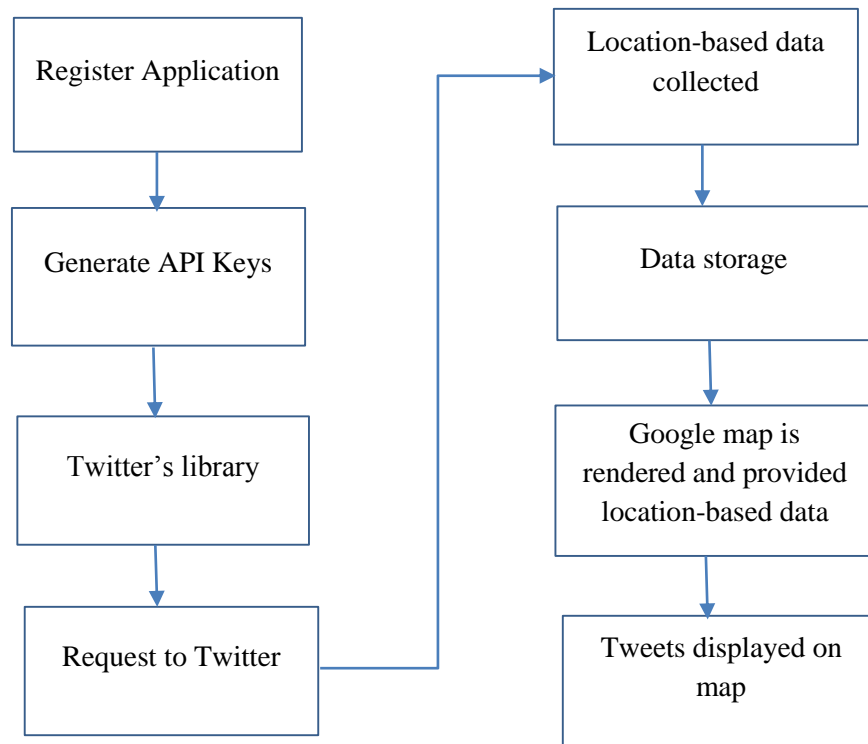 Register Application
Generate API Keys
Twitter’s library
Request to Twitter
Location-based data
collected
Data storage
Google map is
rendered and provided
location-based data
Tweets displayed on
map